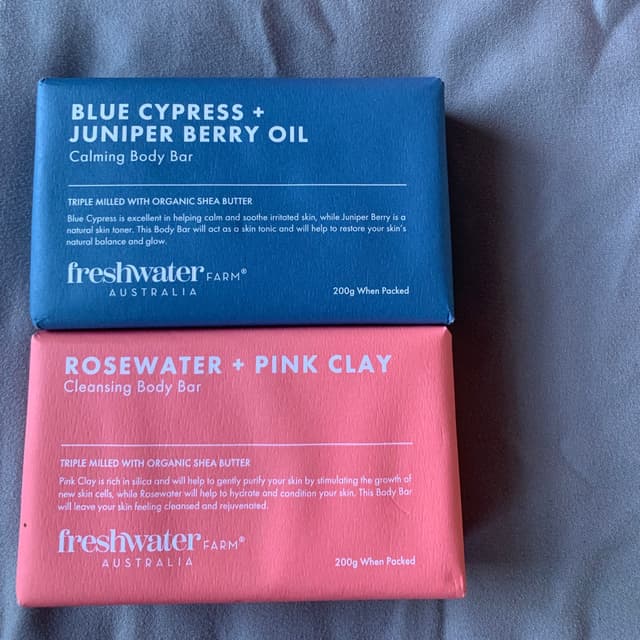 BLUE CYPRESS +
JUNIPER BERRY OIL
Calming Body Bar
TRIPLE MILLED WITH ORGANIC SHEA BUTTER
Blue Cypress is excellent in helping calm and soothe irritated skin, while Juniper Berry is a
natural skin toner. This Body Bar will act as a skin tonic and will help to restore your skin's
natural balance and glow.
freshwater FARM®
AUSTRALIA
200g When Packed
ROSEWATER + PINK CLAY
Cleansing Body Bar
TRIPLE MILLED WITH ORGANIC SHEA BUTTER
Pink Clay is rich in silica and will help to gently purify your skin by stimulating the growth of
new skin cells, while Rosewater will help to hydrate and condition your skin. This Body Bar
will leave your skin feeling cleansed and rejuvenated.
freshwater FARM®
AUSTRALIA
200g When Packed